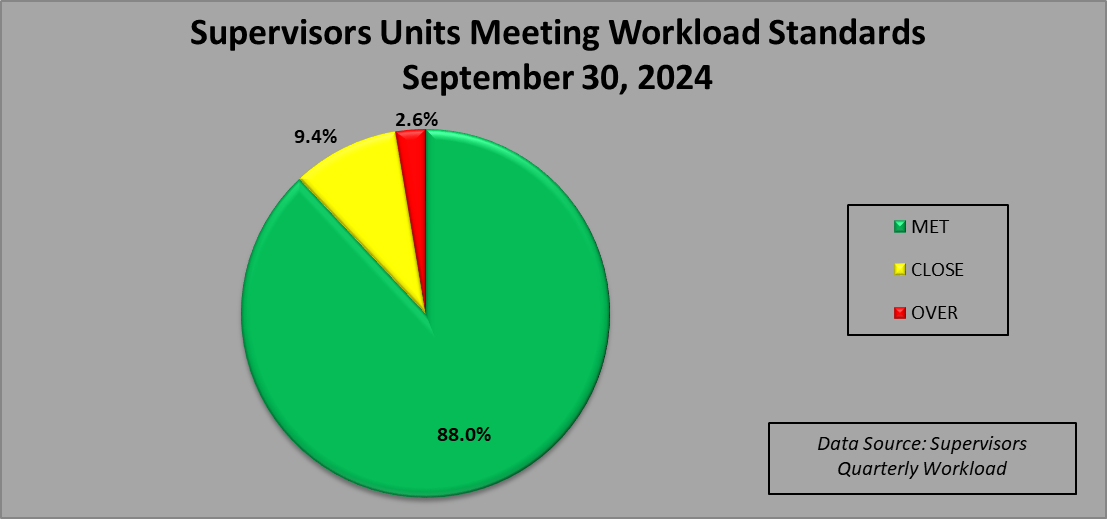 Supervisors Units Meeting Workload Standards
September 30, 2024
2.6%
9.4%
MET
CLOSE
OVER
88.0%
Data Source: Supervisors
Quarterly Workload